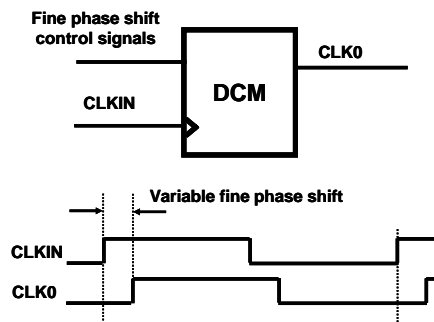 Fine phase shift
control signals
CLK0
DCM
CLKIN
Variable fine phase shift
CLKIN
CLK0